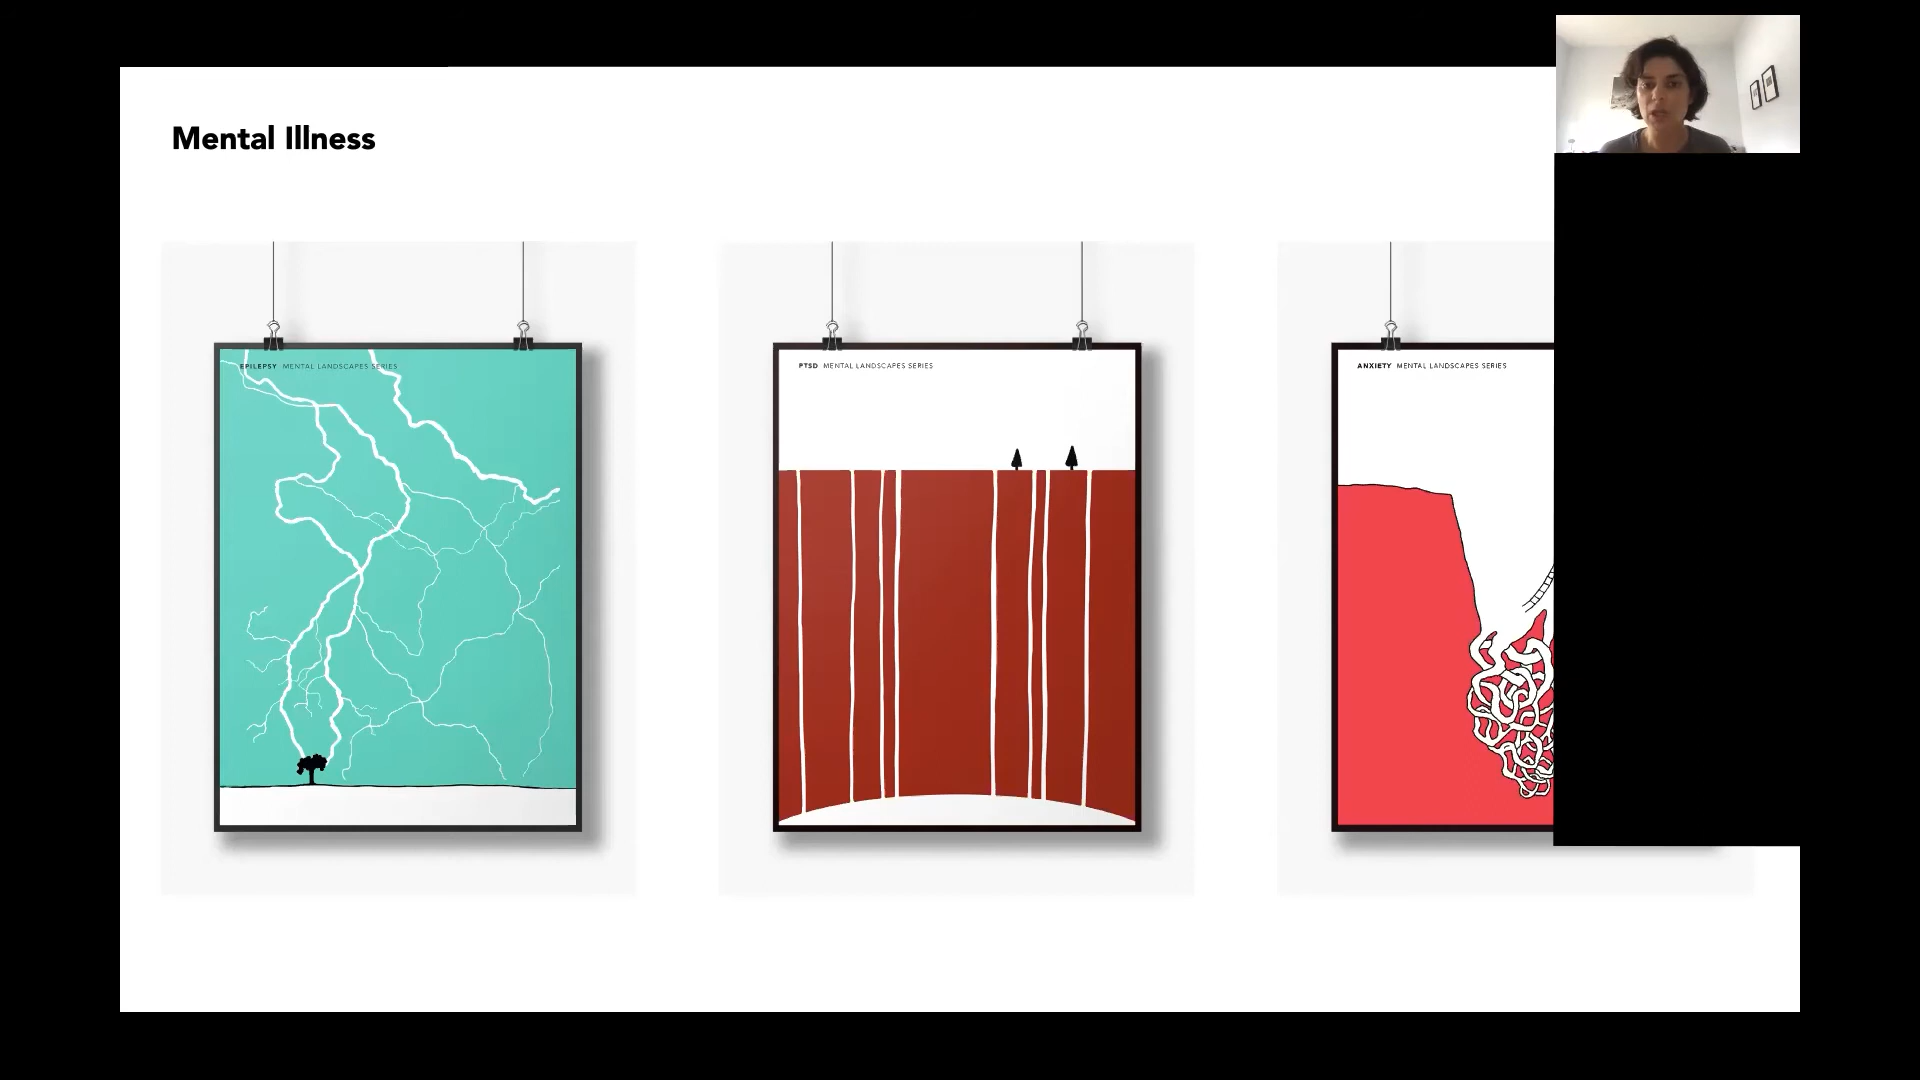 Mental Illness
EPILEPSY MENTAL LANDSCAPES SERIES
PTSD MENTAL LANDSCAPES SERIES
ANXIETY MENTAL LANDSCAPES SERIES